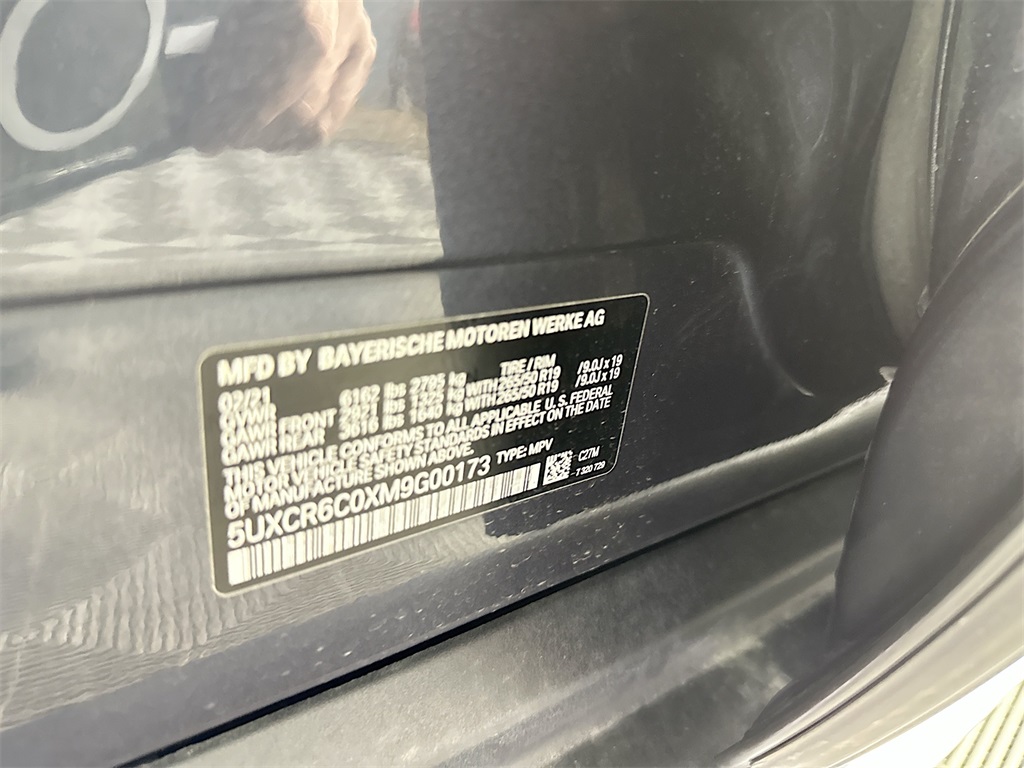 MFD BY BAYERISCHE MOTOREN WERKE AG
02/21 TIRE / RIM
GVWR 6162 lbs 2795 kg
GAWR FRONT 2921 lbs 1325 kg WITH 265/50 R19 /9.0J x 19
GAWR REAR 3616 lbs 1640 kg WITH 265/50 R19 /9.0J x 19
THIS VEHICLE CONFORMS TO ALL APPLICABLE U.S. FEDERAL
MOTOR VEHICLE SAFETY STANDARDS IN EFFECT ON THE DATE
OF MANUFACTURE SHOWN ABOVE.
5UXCR6C0XM9G00173 TYPE: MPV
C27M
7 320 729